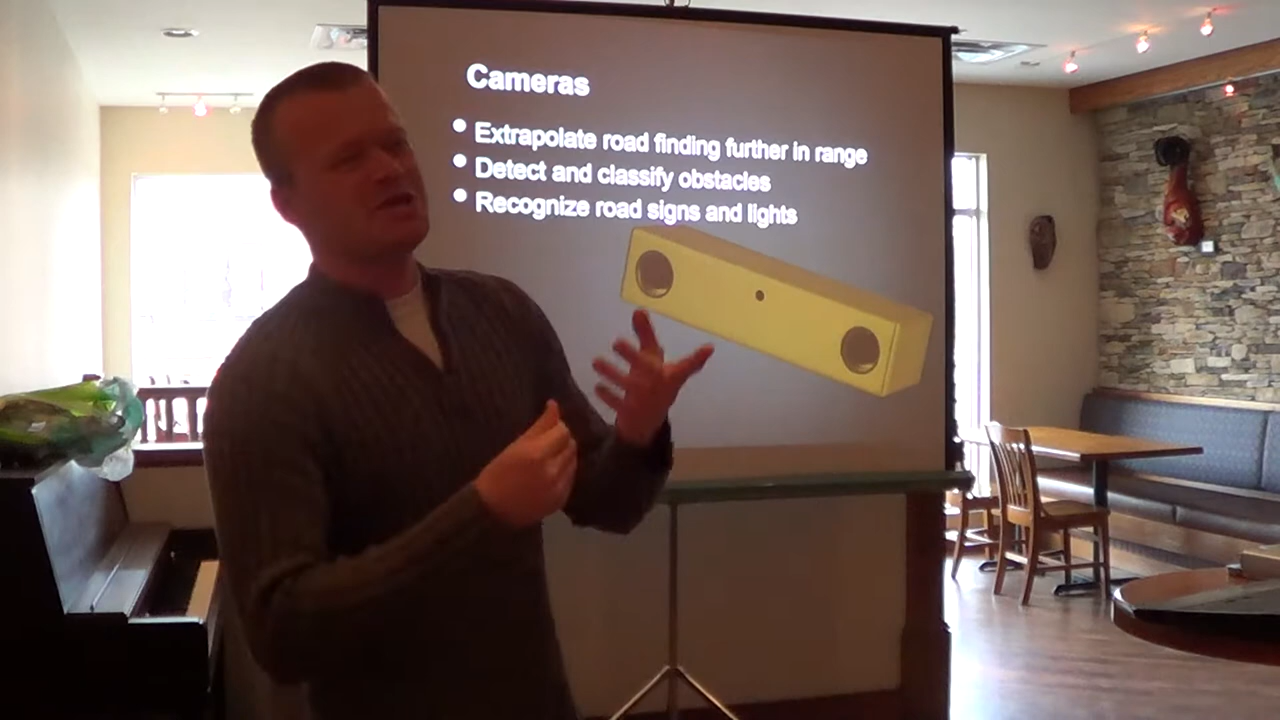 Cameras
• Extrapolate road finding further in range
• Detect and classify obstacles
• Recognize road signs and lights